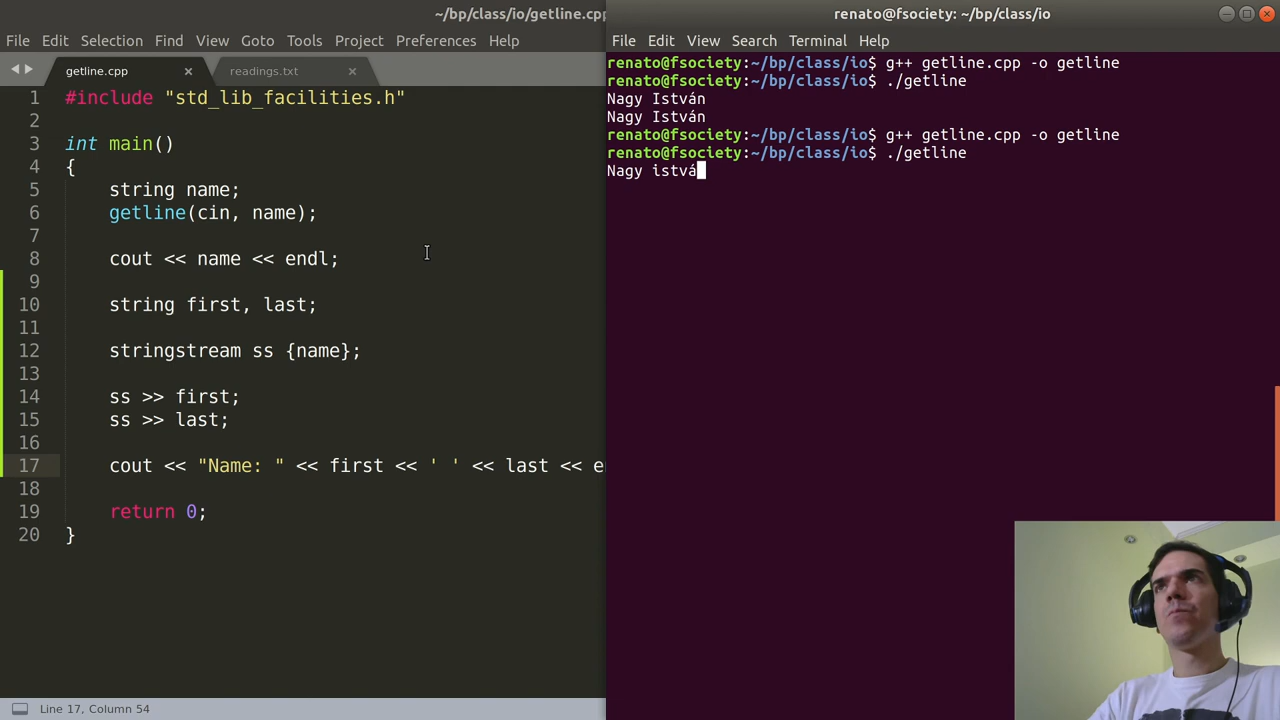 ~/bp/class/io/getline.cpp
File Edit Selection Find View Goto Tools Project Preferences Help
getline.cpp × readings.txt ×
1 #include "std_lib_facilities.h"
2
3 int main()
4 {
5 string name;
6 getline(cin, name);
7
8 cout << name << endl;
9
10 string first, last;
11
12 stringstream ss {name};
13
14 ss >> first;
15 ss >> last;
16
17 cout << "Name: " << first << ' ' << last << e
18
19 return 0;
20 }
Line 17, Column 54
renato@fsociety: ~/bp/class/io
File Edit View Search Terminal Help
renato@fsociety:~/bp/class/io$ g++ getline.cpp -o getline
renato@fsociety:~/bp/class/io$ ./getline
Nagy István
Nagy István
renato@fsociety:~/bp/class/io$ g++ getline.cpp -o getline
renato@fsociety:~/bp/class/io$ ./getline
Nagy istvá